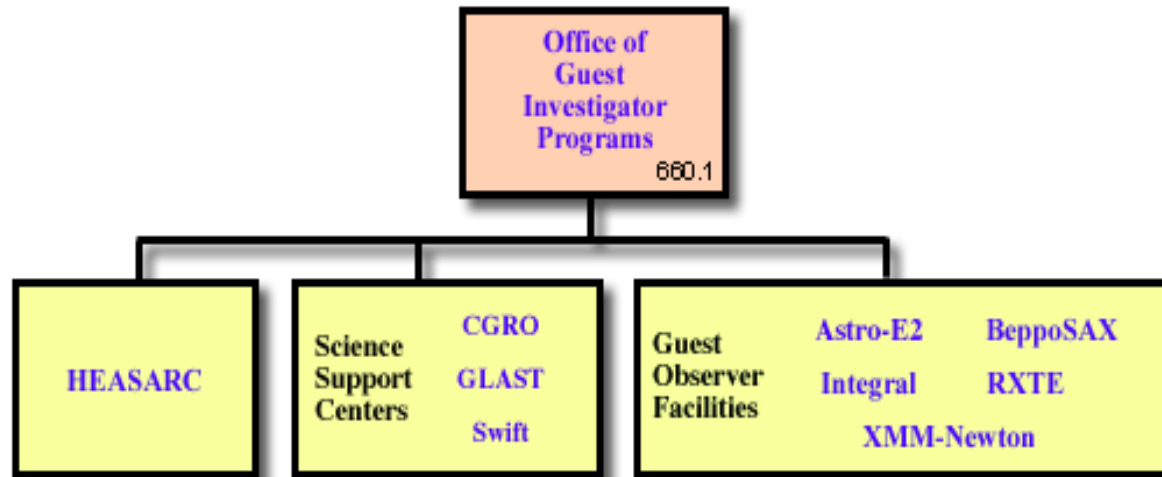 Office of
Guest
Investigator
Programs
660.1
HEASARC
Science
Support
Centers
CGRO
GLAST
Swift
Guest
Observer
Facilities
Astro-E2 BeppoSAX
Integral RXTE
XMM-Newton